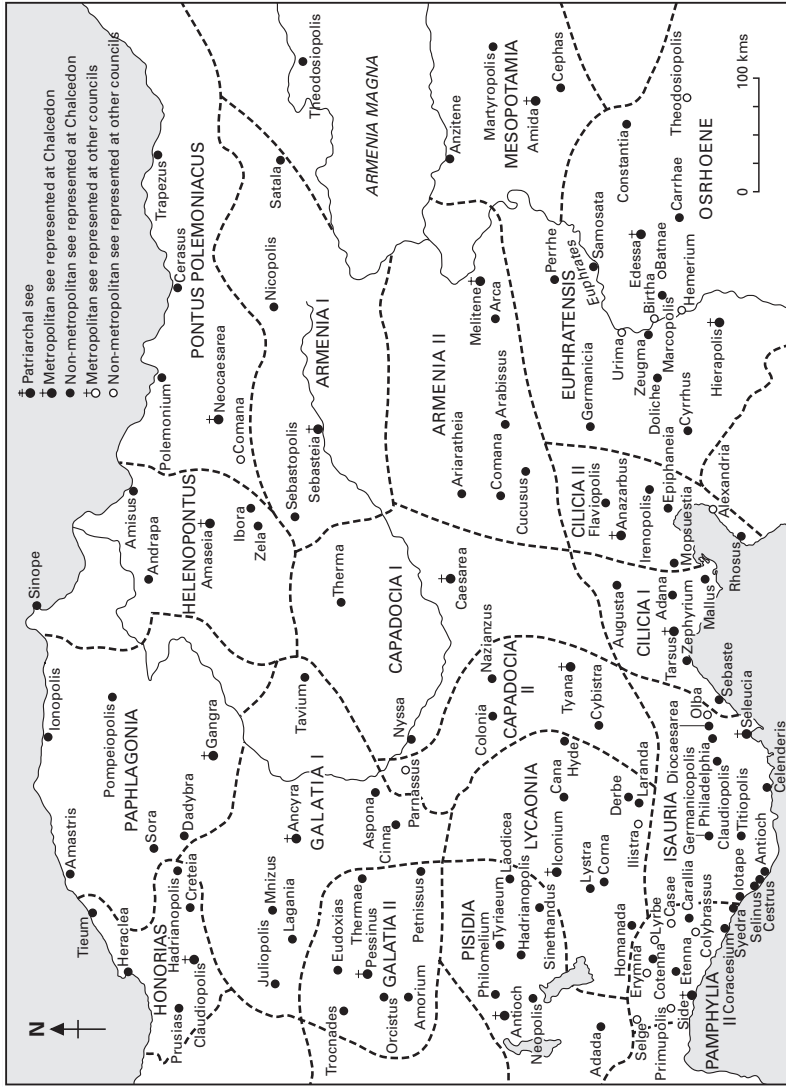 N
Patriarchal see
Metropolitan see represented at Chalcedon
Non-metropolitan see represented at Chalcedon
Metropolitan see represented at other councils
Non-metropolitan see represented at other councils
0 100 kms
Sinope
Ionopolis
Amastris
Tieum
Heraclea
Pompeiopolis
PAPHLAGONIA
Sora
Dadybra
Gangra
HONORIAS
Hadrianopolis
Creteia
Prusias
Claudiopolis
Amisus
Andrapa
HELENOPONTUS
Amaseia
Ibora
Zela
Polemonium
Cerasus
Trapezus
PONTUS POLEMONIACUS
Neocaesarea
Comana
Sebastopolis
Sebasteia
Nicopolis
Satala
ARMENIA I
Theodosiopolis
ARMENIA MAGNA
Juliopolis
Mnizus
Lagania
Ancyra
GALATIA I
Tavium
Aspona
Cinna
Parnassus
Nyssa
Therma
CAPADOCIA I
Caesarea
Eudoxias
Thermae
Pessinus
Trocnades
Orcistus
GALATIA II
Amorium
Petnissus
ARMENIA II
Ariaratheia
Comana
Cucusus
Arabissus
Arca
Melitene
Anzitene
Martyropolis
MESOPOTAMIA
Amida
Cephas
PISIDIA
Philomelium
Tyriaeum
Laodicea
Hadrianopolis
Antioch
Neopolis
Sinethandus
Iconium
LYCAONIA
Cana
Hyde
Lystra
Corna
Derbe
Ilistra
Laranda
Colonia
Nazianzus
CAPADOCIA
II
Tyana
Cybistra
EUPHRATENSIS
Perrhe
Samosata
Euphrates
Germanicia
Urima
Zeugma
Doliche
Cyrrhus
Hierapolis
Birtha
Marcopolis
Batnae
Hemerium
Edessa
Constantia
Carrhae
OSRHOENE
Theodosiopolis
CILICIA II
Flaviopolis
Anazarbus
Irenopolis
Epiphaneia
Mopsuestia
Alexandria
Rhosus
CILICIA I
Augusta
Adana
Tarsus
Zephyrium
Mallus
Adada
Homanada
Selge
Erymna
Primupolis
Cotenna
Lyrbe
Side
Etenna
Casae
Carallia
PAMPHYLIA
II
Coracesium
Colybrassus
Syedra
Iotape
Selinus
Antioch
Cestrus
ISAURIA
Diocaesarea
Olba
Germanicopolis
Philadelphia
Claudiopolis
Titiopolis
Sebaste
Seleucia
Celenderis